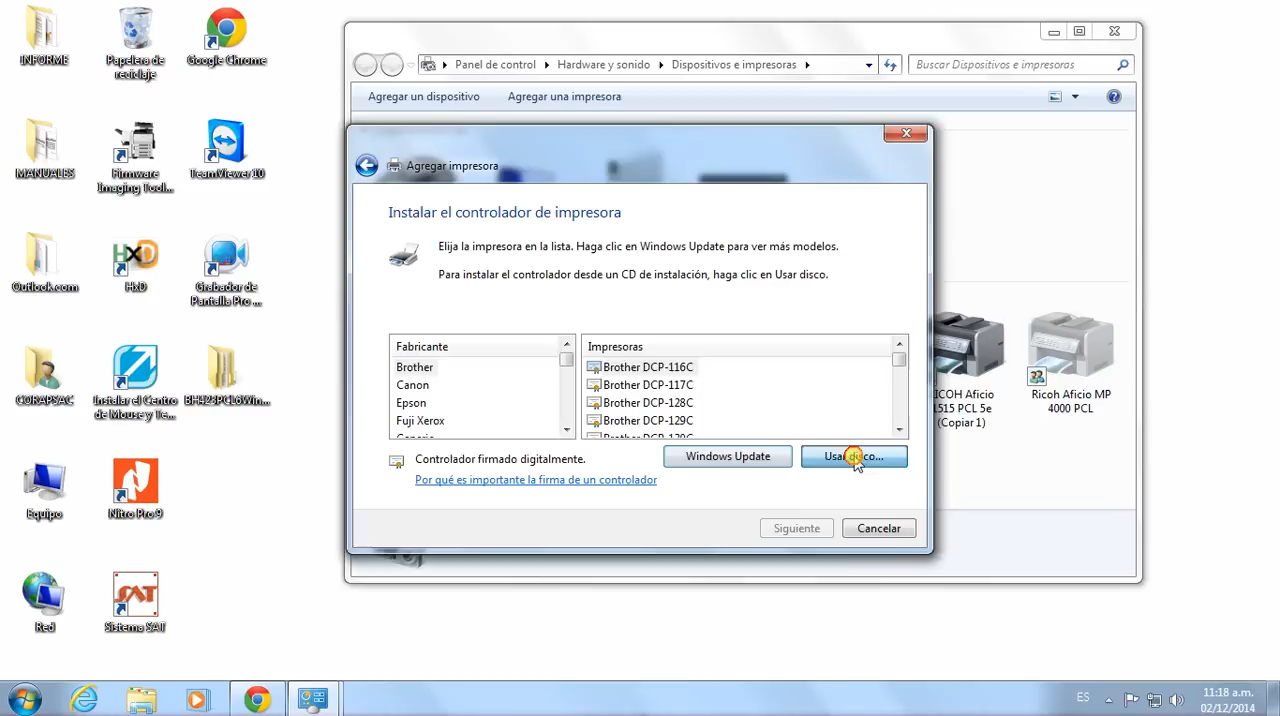 INFORME
Papelera de
reciclaje
Google Chrome
MANUALES
Firmware
Imaging Tool...
TeamViewer 10
Outlook.com
HxD
HxD
Grabador de
Pantalla Pro ...
CORAPSAC
Instalar el Centro
de Mouse y Te...
BH423PCL6Win...
Equipo
Nitro Pro 9
Red
SAT
Sistema SAT
Panel de control
Hardware y sonido
Dispositivos e impresoras
Buscar Dispositivos e impresoras
Agregar un dispositivo
Agregar una impresora
Agregar impresora
Instalar el controlador de impresora
Elija la impresora en la lista. Haga clic en Windows Update para ver más modelos.
Para instalar el controlador desde un CD de instalación, haga clic en Usar disco.
Fabricante
Brother
Canon
Epson
Fuji Xerox
Generic
Impresoras
Brother DCP-116C
Brother DCP-117C
Brother DCP-128C
Brother DCP-129C
Brother DCP-130C
Controlador firmado digitalmente.
Por qué es importante la firma de un controlador
Windows Update
Usar disco...
Siguiente
Cancelar
RICOH Aficio
1515 PCL 5e
(Copiar 1)
Ricoh Aficio MP
4000 PCL
ES
11:18 a.m.
02/12/2014